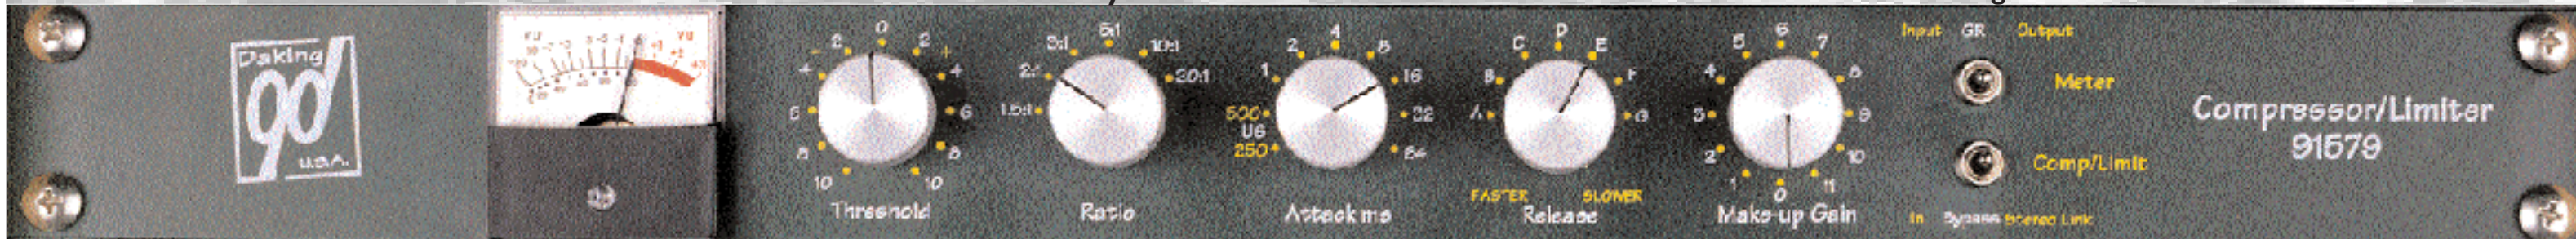 Daking
gd
U.S.A.
VU VU
0
2 2
- +
4 4
6 6
8 8
10 10
Threshold
1.5:1 2:1 3:1 5:1 10:1 20:1
Ratio
250 US 500 1 2 4 8 16 32 64
Attack ms
A B C D E F G
FASTER SLOWER
Release
0 1 2 3 4 5 6 7 8 9 10 11
Make-up Gain
Input GR Output
Meter
Comp/Limit
In Bypass Stereo Link
Compressor/Limiter
91579